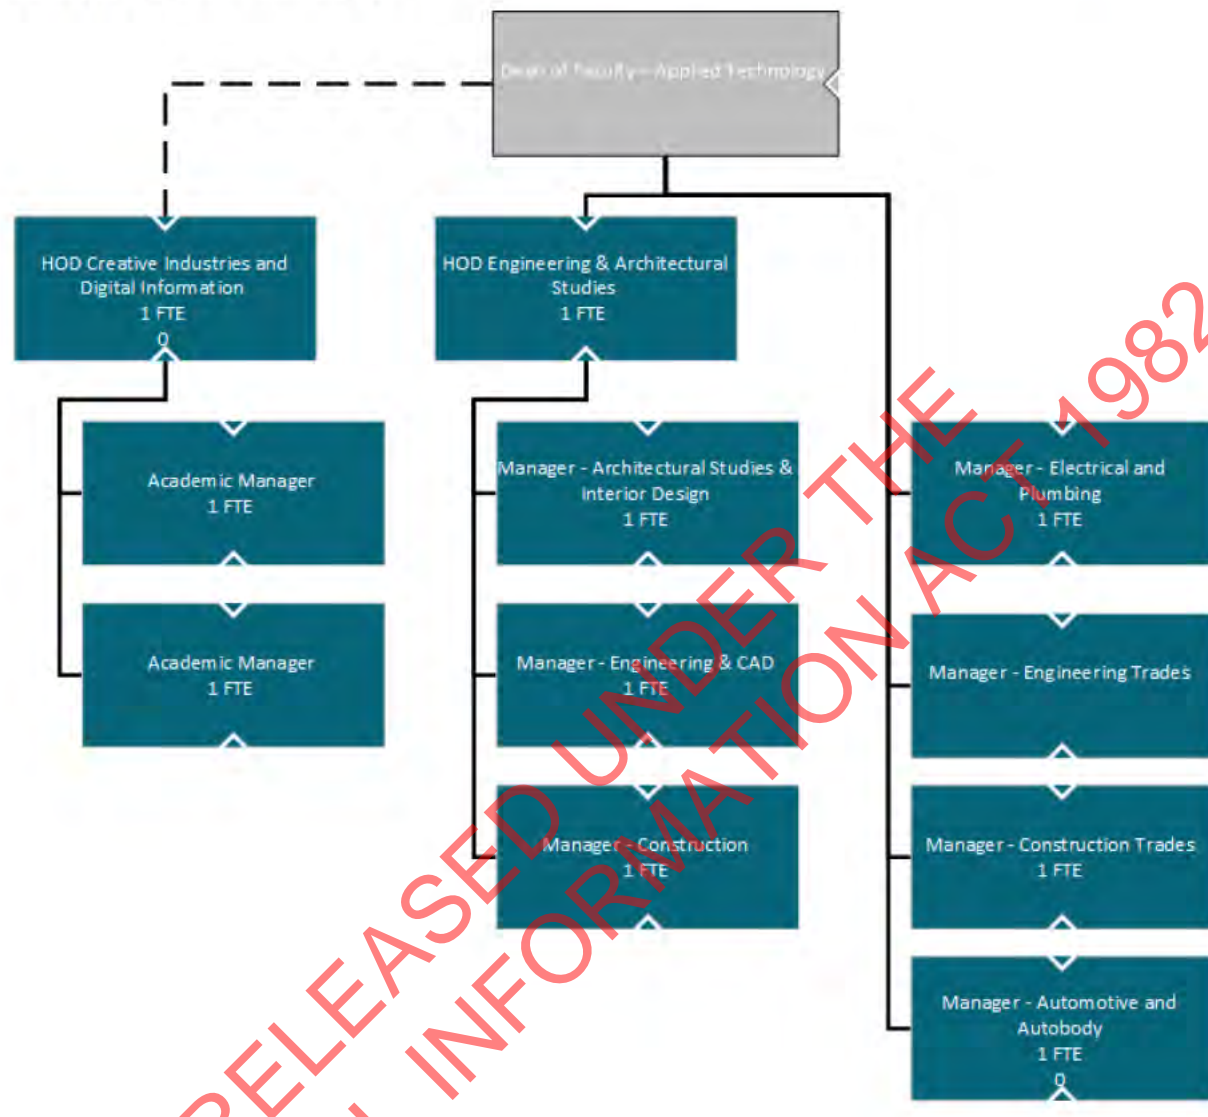 Dean of Faculty - Applied Technology
HOD Creative Industries and
Digital Information
1 FTE
0
HOD Engineering & Architectural
Studies
1 FTE
Academic Manager
1 FTE
Academic Manager
1 FTE
Manager - Architectural Studies &
Interior Design
1 FTE
Manager - Engineering & CAD
1 FTE
Manager - Construction
1 FTE
Manager - Electrical and
Plumbing
1 FTE
Manager - Engineering Trades
Manager - Construction Trades
1 FTE
Manager - Automotive and
Autobody
1 FTE
0
RELEASED UNDER THE
INFORMATION ACT 1982